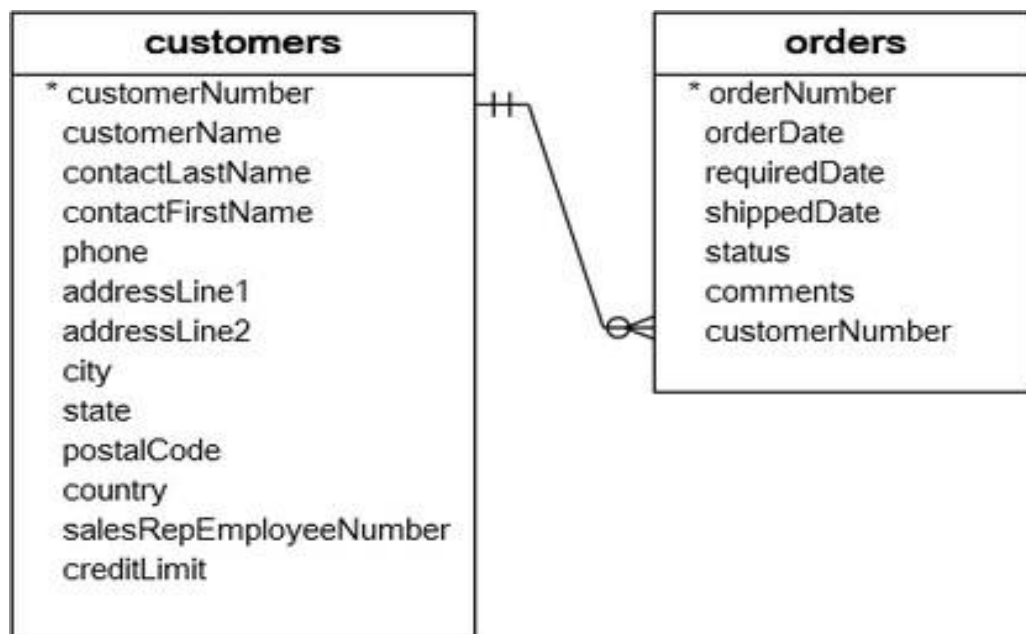 customers
* customerNumber
customerName
contactLastName
contactFirstName
phone
addressLine1
addressLine2
city
state
postalCode
country
salesRepEmployeeNumber
creditLimit
orders
* orderNumber
orderDate
requiredDate
shippedDate
status
comments
customerNumber